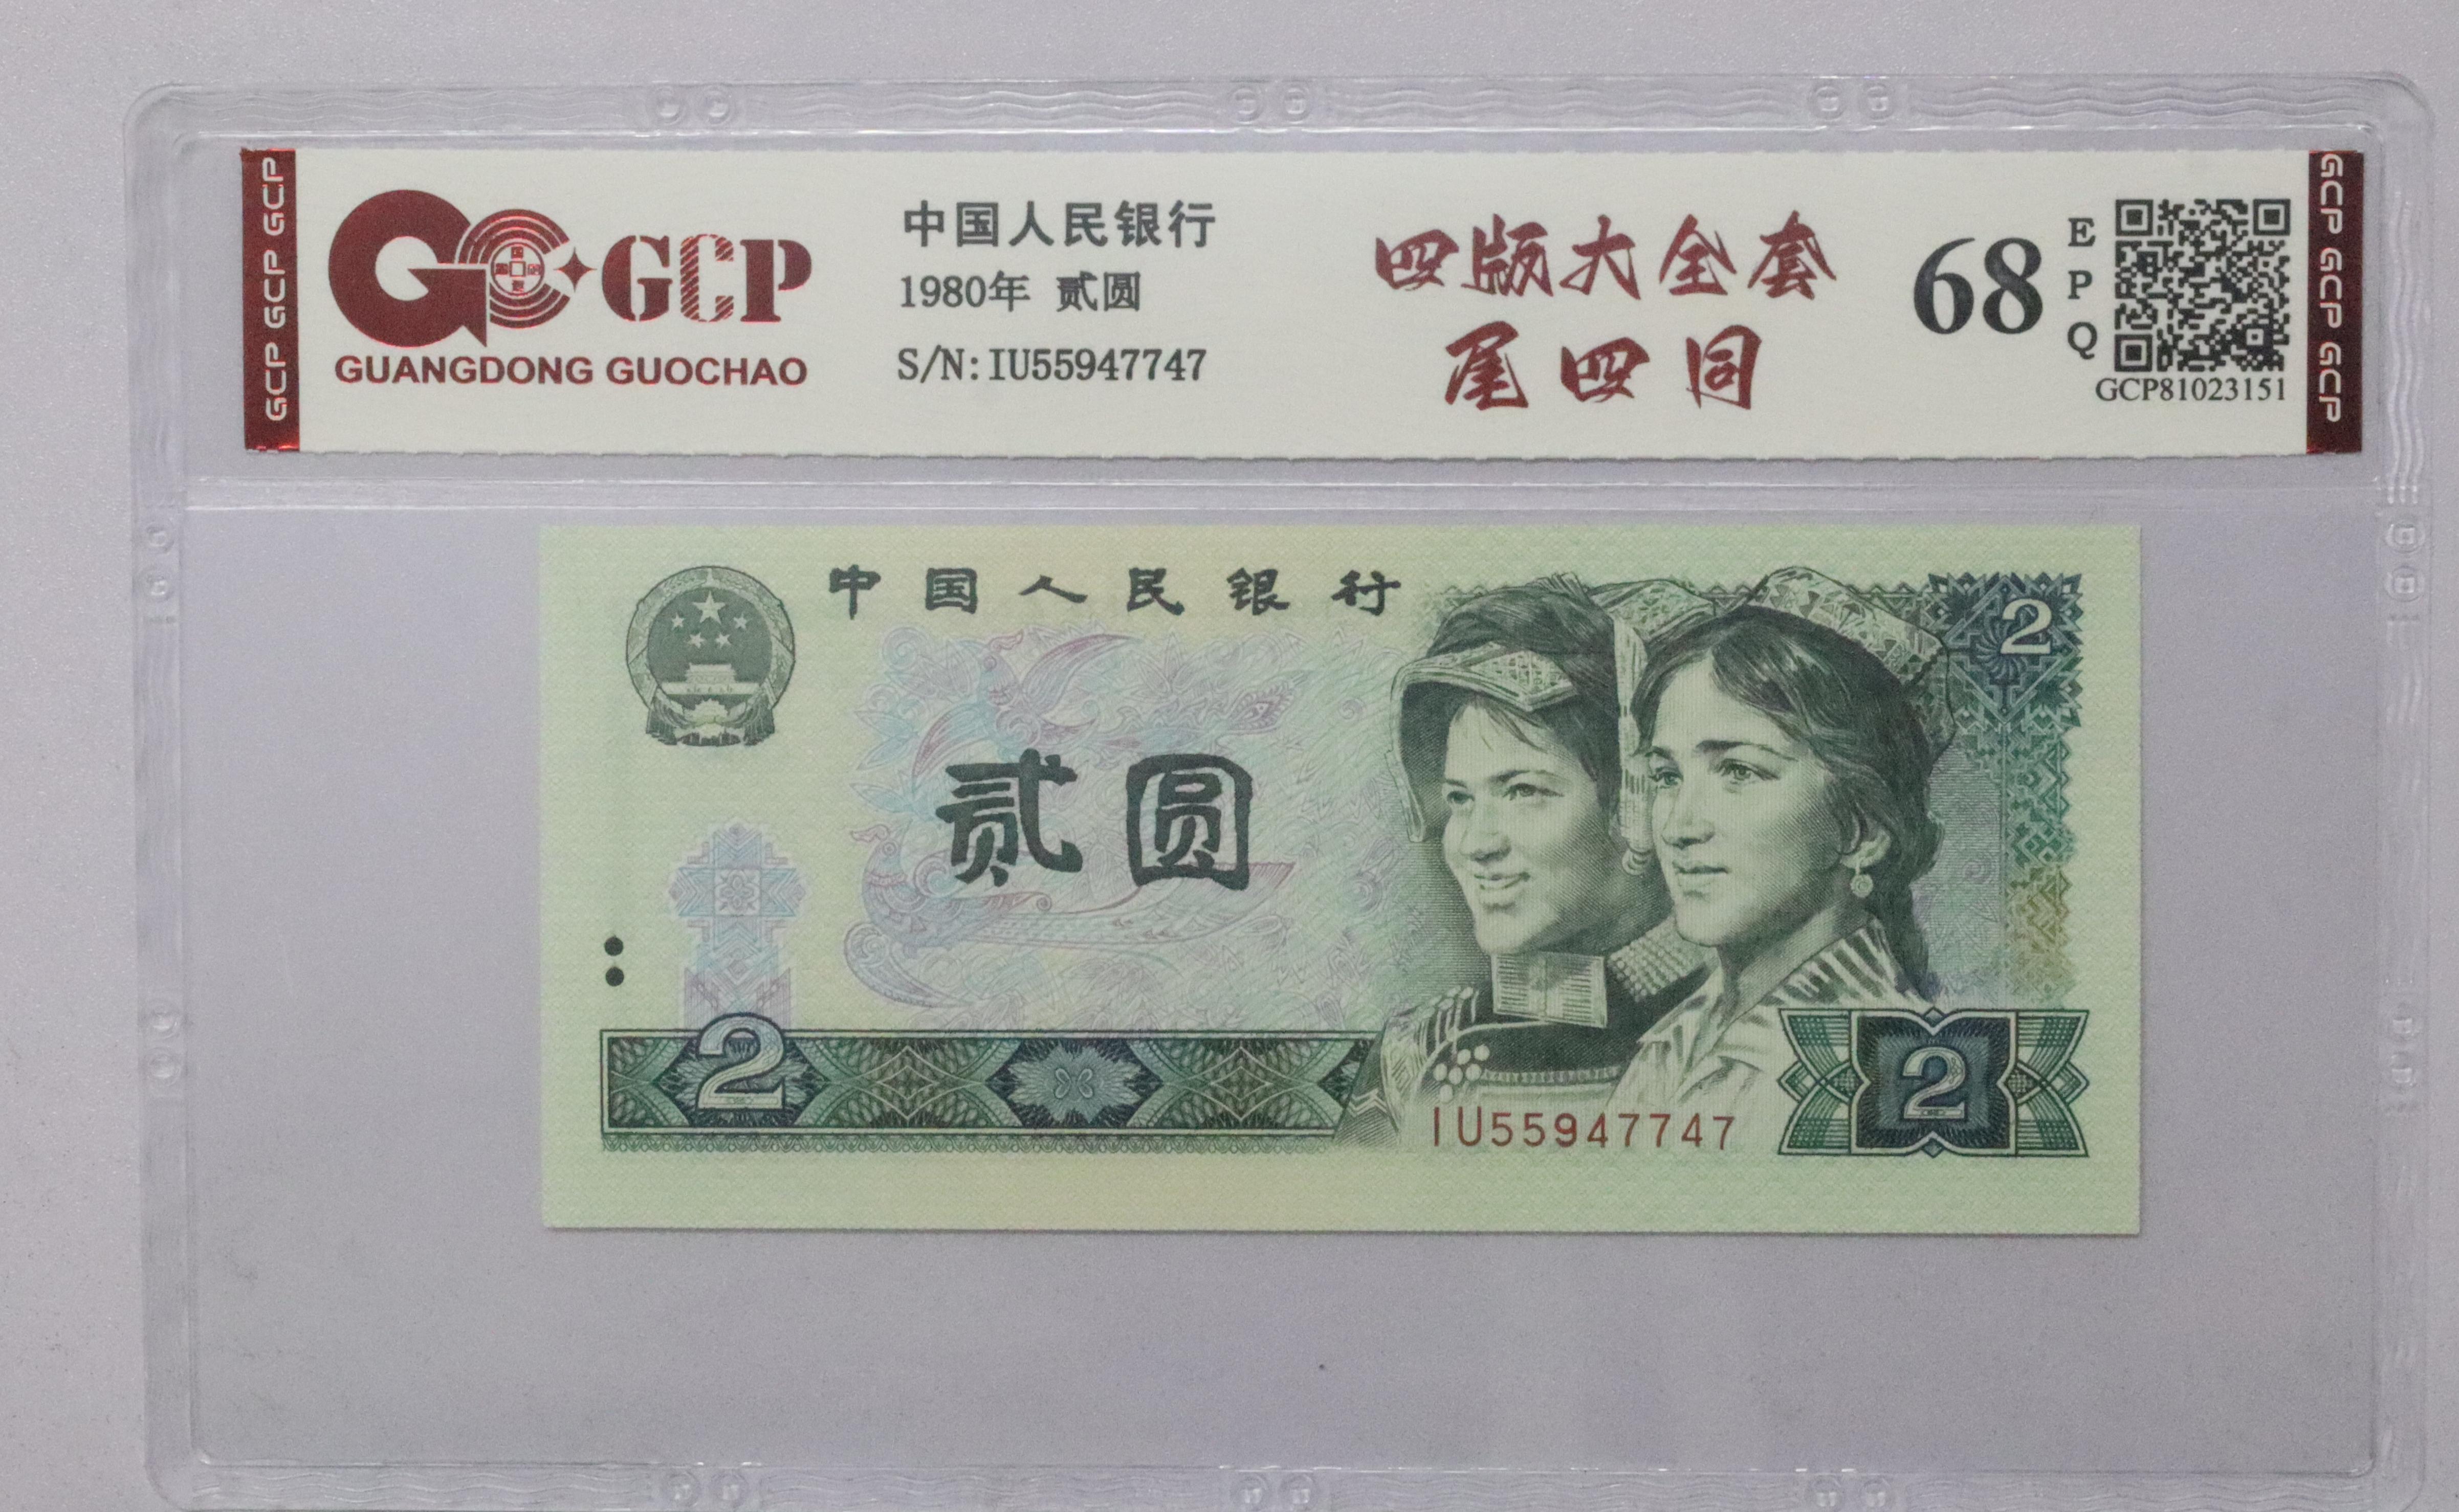 GCP GCP GCP
GCP
GUANGDONG GUOCHAO
中国人民银行
1980年 贰圆
S/N:IU55947747
四版大全套
尾四同
68
EPQ
GCP81023151
GCP GCP GCP
中国人民银行
2
贰圆
2
IU55947747
2